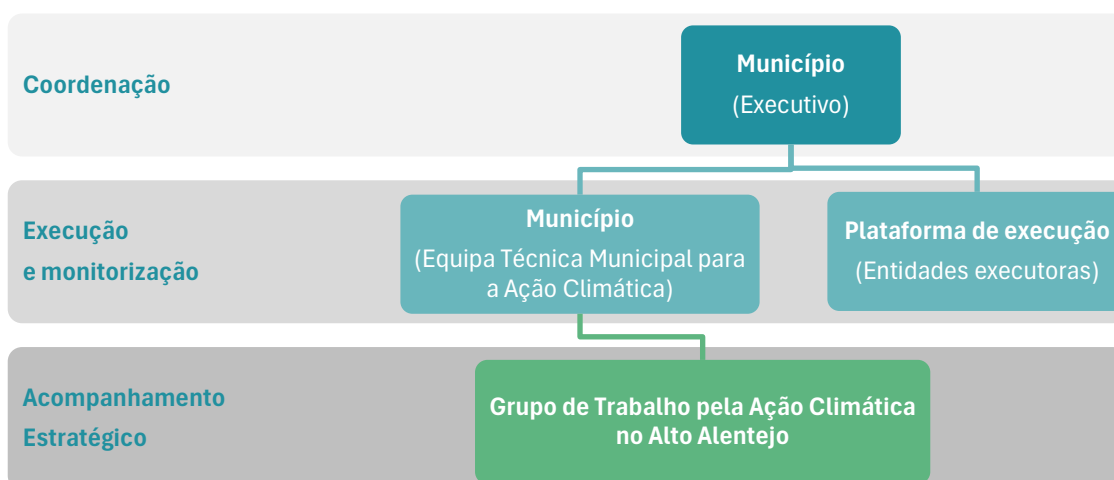 Coordenação
Município
(Executivo)
Execução
e monitorização
Município
(Equipa Técnica Municipal para
a Ação Climática)
Plataforma de execução
(Entidades executoras)
Acompanhamento
Estratégico
Grupo de Trabalho pela Ação Climática
no Alto Alentejo